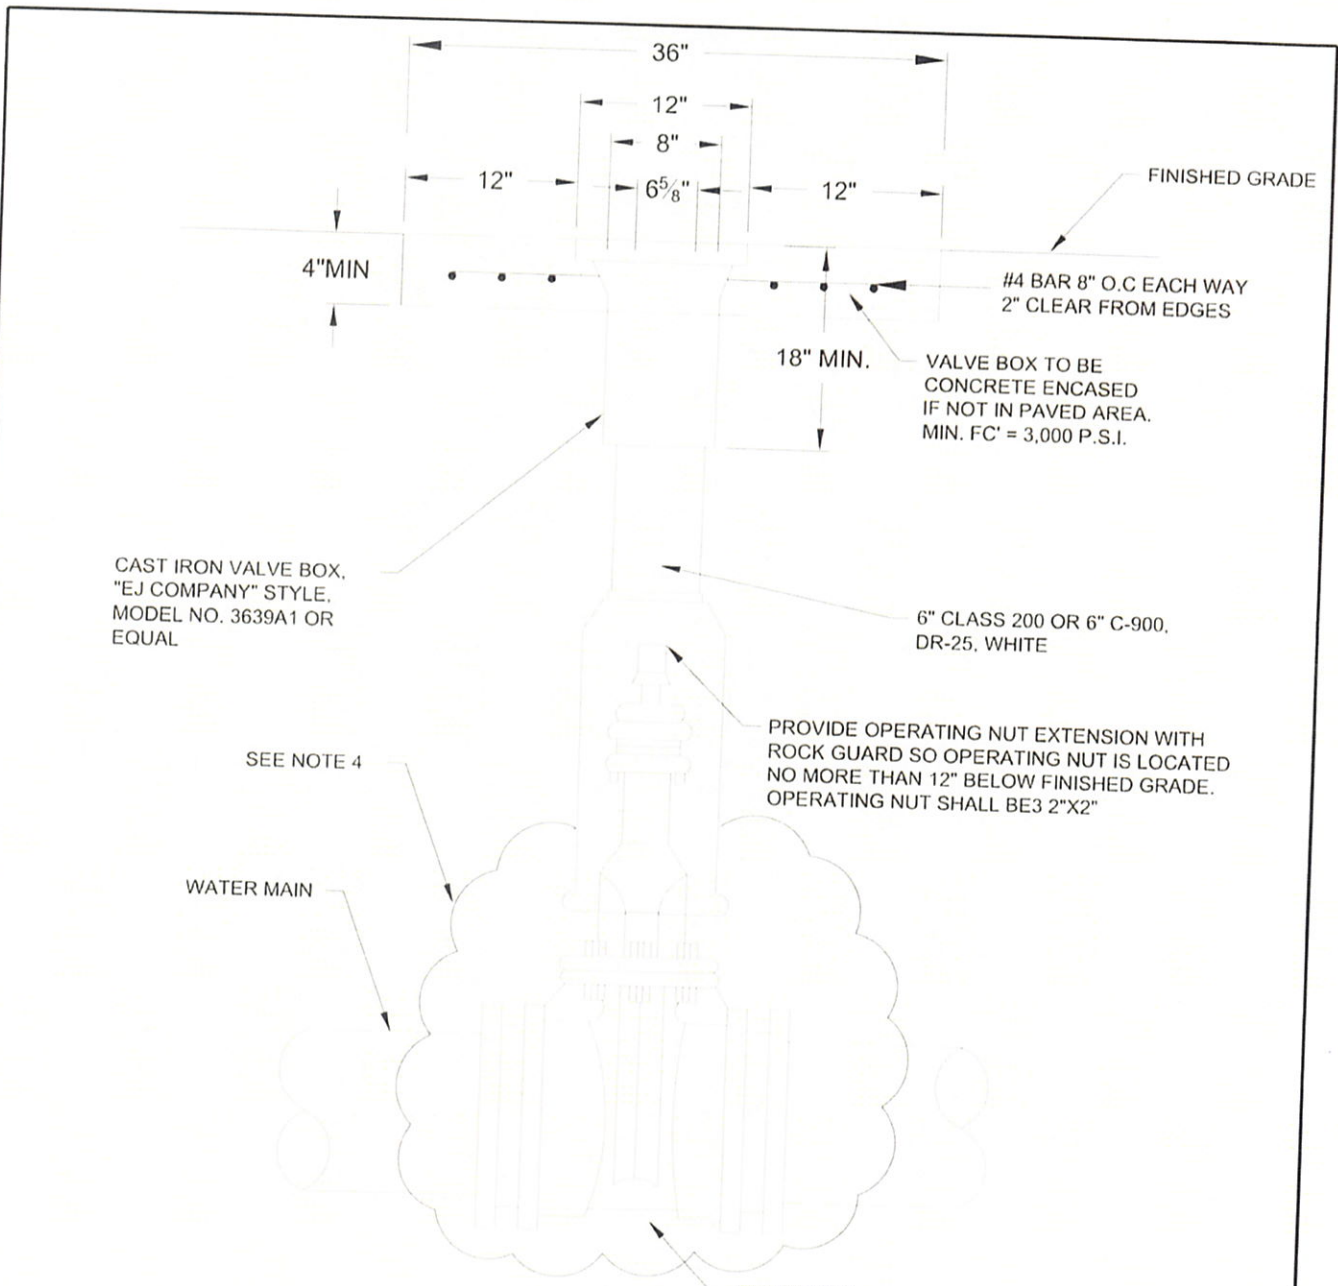 36"
12"
8"
12"
6⅝"
12"
FINISHED GRADE
4"MIN
#4 BAR 8" O.C EACH WAY
2" CLEAR FROM EDGES
18" MIN.
VALVE BOX TO BE
CONCRETE ENCASED
IF NOT IN PAVED AREA.
MIN. FC' = 3,000 P.S.I.
CAST IRON VALVE BOX,
"EJ COMPANY" STYLE,
MODEL NO. 3639A1 OR
EQUAL
6" CLASS 200 OR 6" C-900,
DR-25, WHITE
PROVIDE OPERATING NUT EXTENSION WITH
ROCK GUARD SO OPERATING NUT IS LOCATED
NO MORE THAN 12" BELOW FINISHED GRADE.
OPERATING NUT SHALL BE3 2"X2"
SEE NOTE 4
WATER MAIN